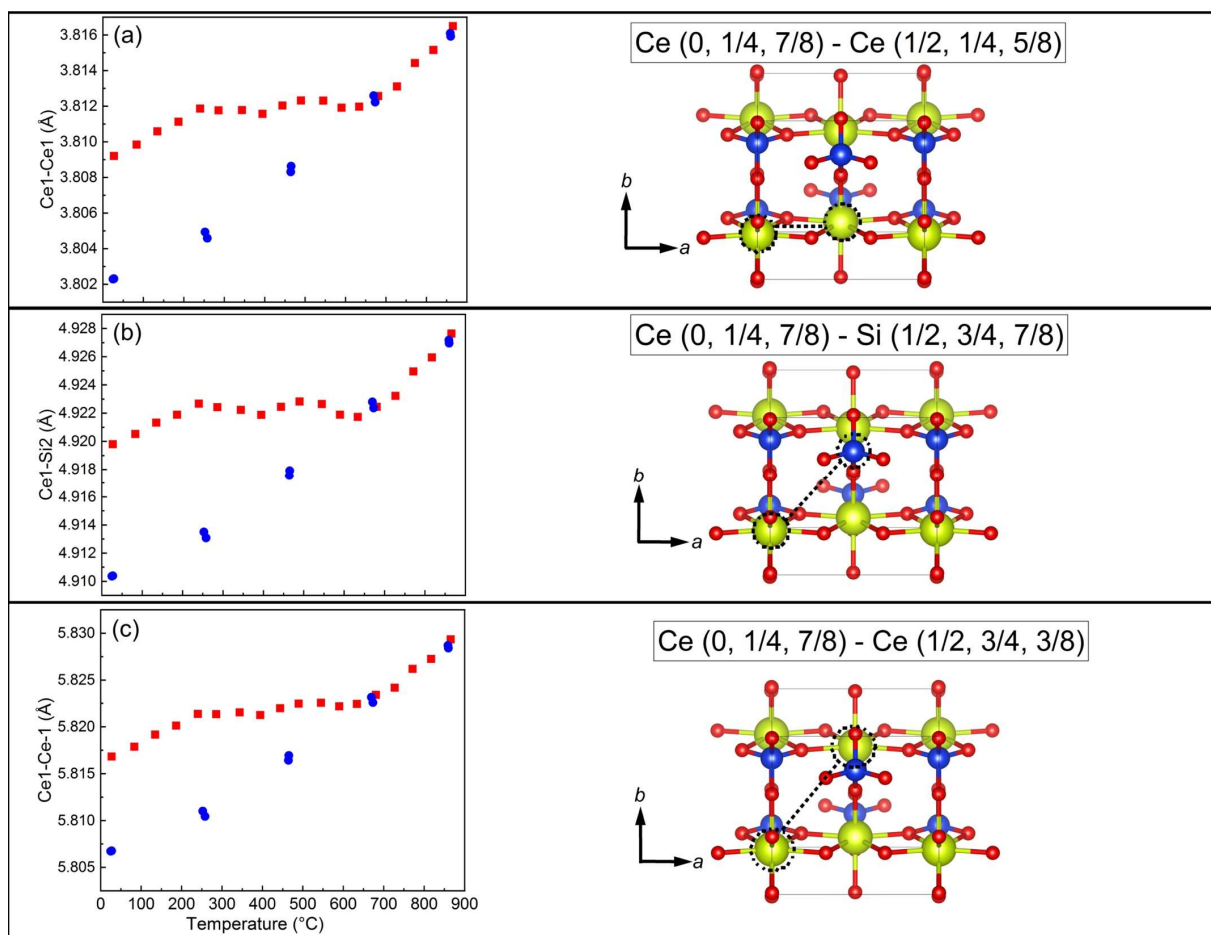 (a)
3.816
3.814
3.812
3.810
3.808
3.806
3.804
3.802
Ce1-Ce1 (Å)
Ce (0, 1/4, 7/8) - Ce (1/2, 1/4, 5/8)
b
a
(b)
4.928
4.926
4.924
4.922
4.920
4.918
4.916
4.914
4.912
4.910
Ce1-Si2 (Å)
Ce (0, 1/4, 7/8) - Si (1/2, 3/4, 7/8)
b
a
(c)
5.830
5.825
5.820
5.815
5.810
5.805
Ce1-Ce-1 (Å)
0 100 200 300 400 500 600 700 800 900
Temperature (°C)
Ce (0, 1/4, 7/8) - Ce (1/2, 3/4, 3/8)
b
a